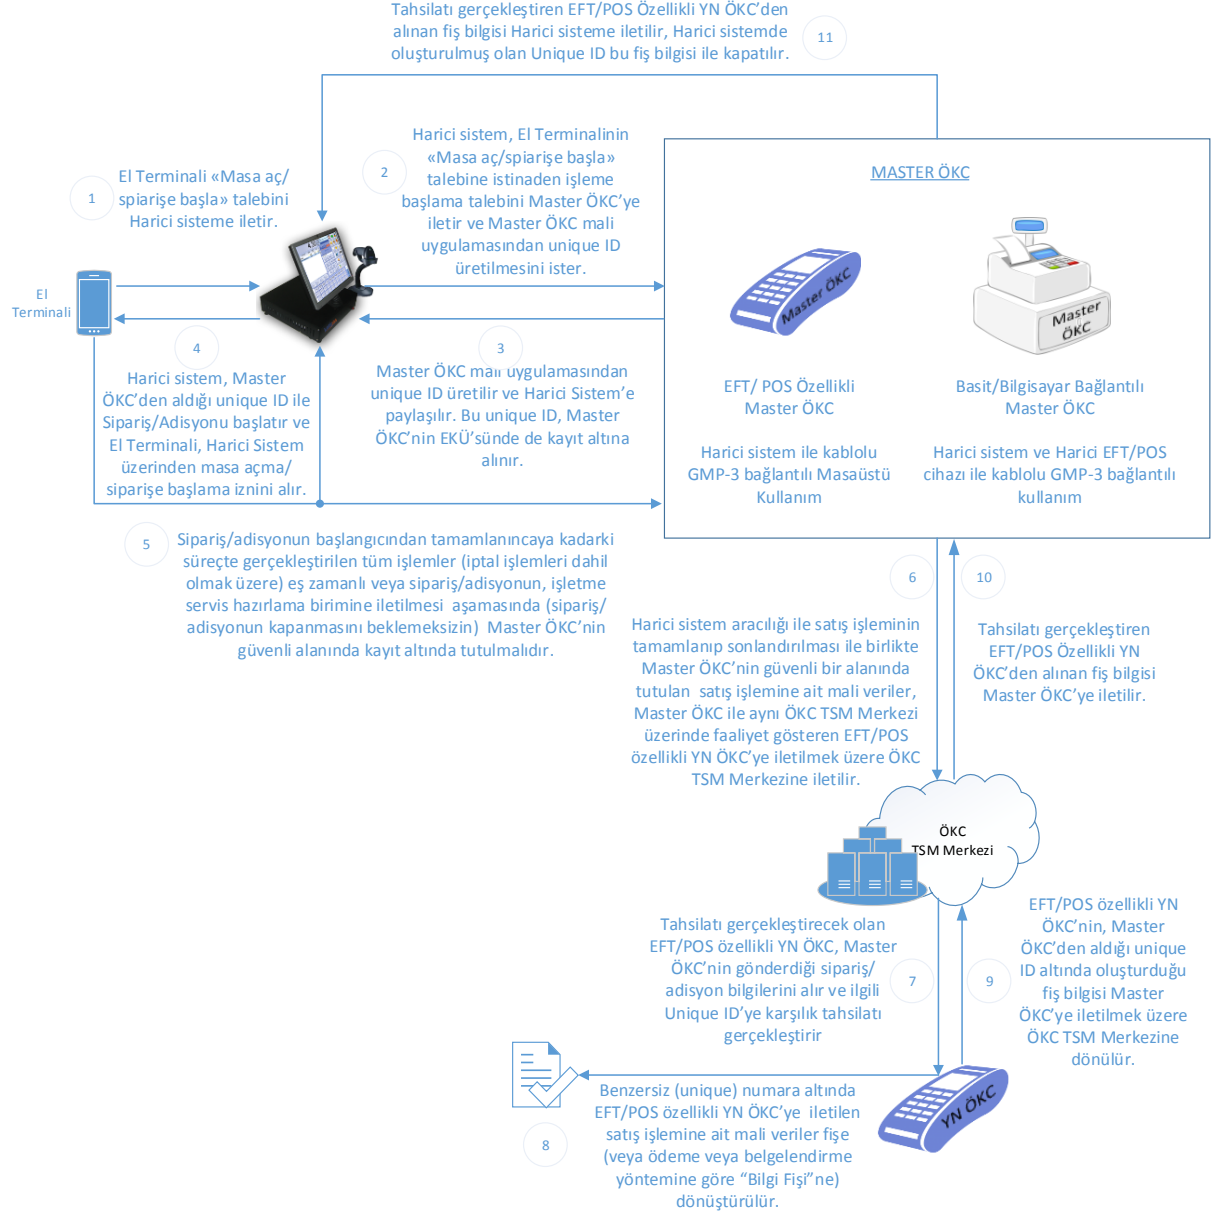 Tahsilatı gerçekleştiren EFT/POS Özellikli YN ÖKC’den
alınan fiş bilgisi Harici sisteme iletilir, Harici sistemde
oluşturulmuş olan Unique ID bu fiş bilgisi ile kapatılır.
11
1
El Terminali «Masa aç/
spiarişe başla» talebini
Harici sisteme iletir.
2
Harici sistem, El Terminalinin
«Masa aç/spiarişe başla»
talebine istinaden işleme
başlama talebini Master ÖKC’ye
iletir ve Master ÖKC mali
uygulamasından unique ID
üretilmesini ister.
El
Terminali
4
Harici sistem, Master
ÖKC’den aldığı unique ID ile
Sipariş/Adisyonu başlatır ve
El Terminali, Harici Sistem
üzerinden masa açma/
siparişe başlama iznini alır.
3
Master ÖKC mali uygulamasından
unique ID üretilir ve Harici Sistem’e
paylaşılır. Bu unique ID, Master
ÖKC’nin EKÜ’sünde de kayıt altına
alınır.
MASTER ÖKC
Master ÖKC
EFT/ POS Özellikli
Master ÖKC
Harici sistem ile kablolu
GMP-3 bağlantılı Masaüstü
Kullanım
Master
ÖKC
Basit/Bilgisayar Bağlantılı
Master ÖKC
Harici sistem ve Harici EFT/POS
cihazı ile kablolu GMP-3 bağlantılı
kullanım
5
Sipariş/adisyonun başlangıcından tamamlanıncaya kadarki
süreçte gerçekleştirilen tüm işlemler (iptal işlemleri dahil
olmak üzere) eş zamanlı veya sipariş/adisyonun, işletme
servis hazırlama birimine iletilmesi aşamasında (sipariş/
adisyonun kapanmasını beklemeksizin) Master ÖKC’nin
güvenli alanında kayıt altında tutulmalıdır.
6
Harici sistem aracılığı ile satış işleminin
tamamlanıp sonlandırılması ile birlikte
Master ÖKC’nin güvenli bir alanında
tutulan satış işlemine ait mali veriler,
Master ÖKC ile aynı ÖKC TSM Merkezi
üzerinde faaliyet gösteren EFT/POS
özellikli YN ÖKC’ye iletilmek üzere ÖKC
TSM Merkezine iletilir.
10
Tahsilatı gerçekleştiren
EFT/POS Özellikli YN
ÖKC’den alınan fiş bilgisi
Master ÖKC’ye iletilir.
ÖKC
TSM Merkezi
Tahsilatı gerçekleştirecek olan
EFT/POS özellikli YN ÖKC, Master
ÖKC’nin gönderdiği sipariş/
adisyon bilgilerini alır ve ilgili
Unique ID’ye karşılık tahsilatı
gerçekleştirir
7
9
EFT/POS özellikli YN
ÖKC’nin, Master
ÖKC’den aldığı unique
ID altında oluşturduğu
fiş bilgisi Master
ÖKC’ye iletilmek üzere
ÖKC TSM Merkezine
dönülür.
8
Benzersiz (unique) numara altında
EFT/POS özellikli YN ÖKC’ye iletilen
satış işlemine ait mali veriler fişe
(veya ödeme veya belgelendirme
yöntemine göre “Bilgi Fişi”ne)
dönüştürülür.
YN ÖKC